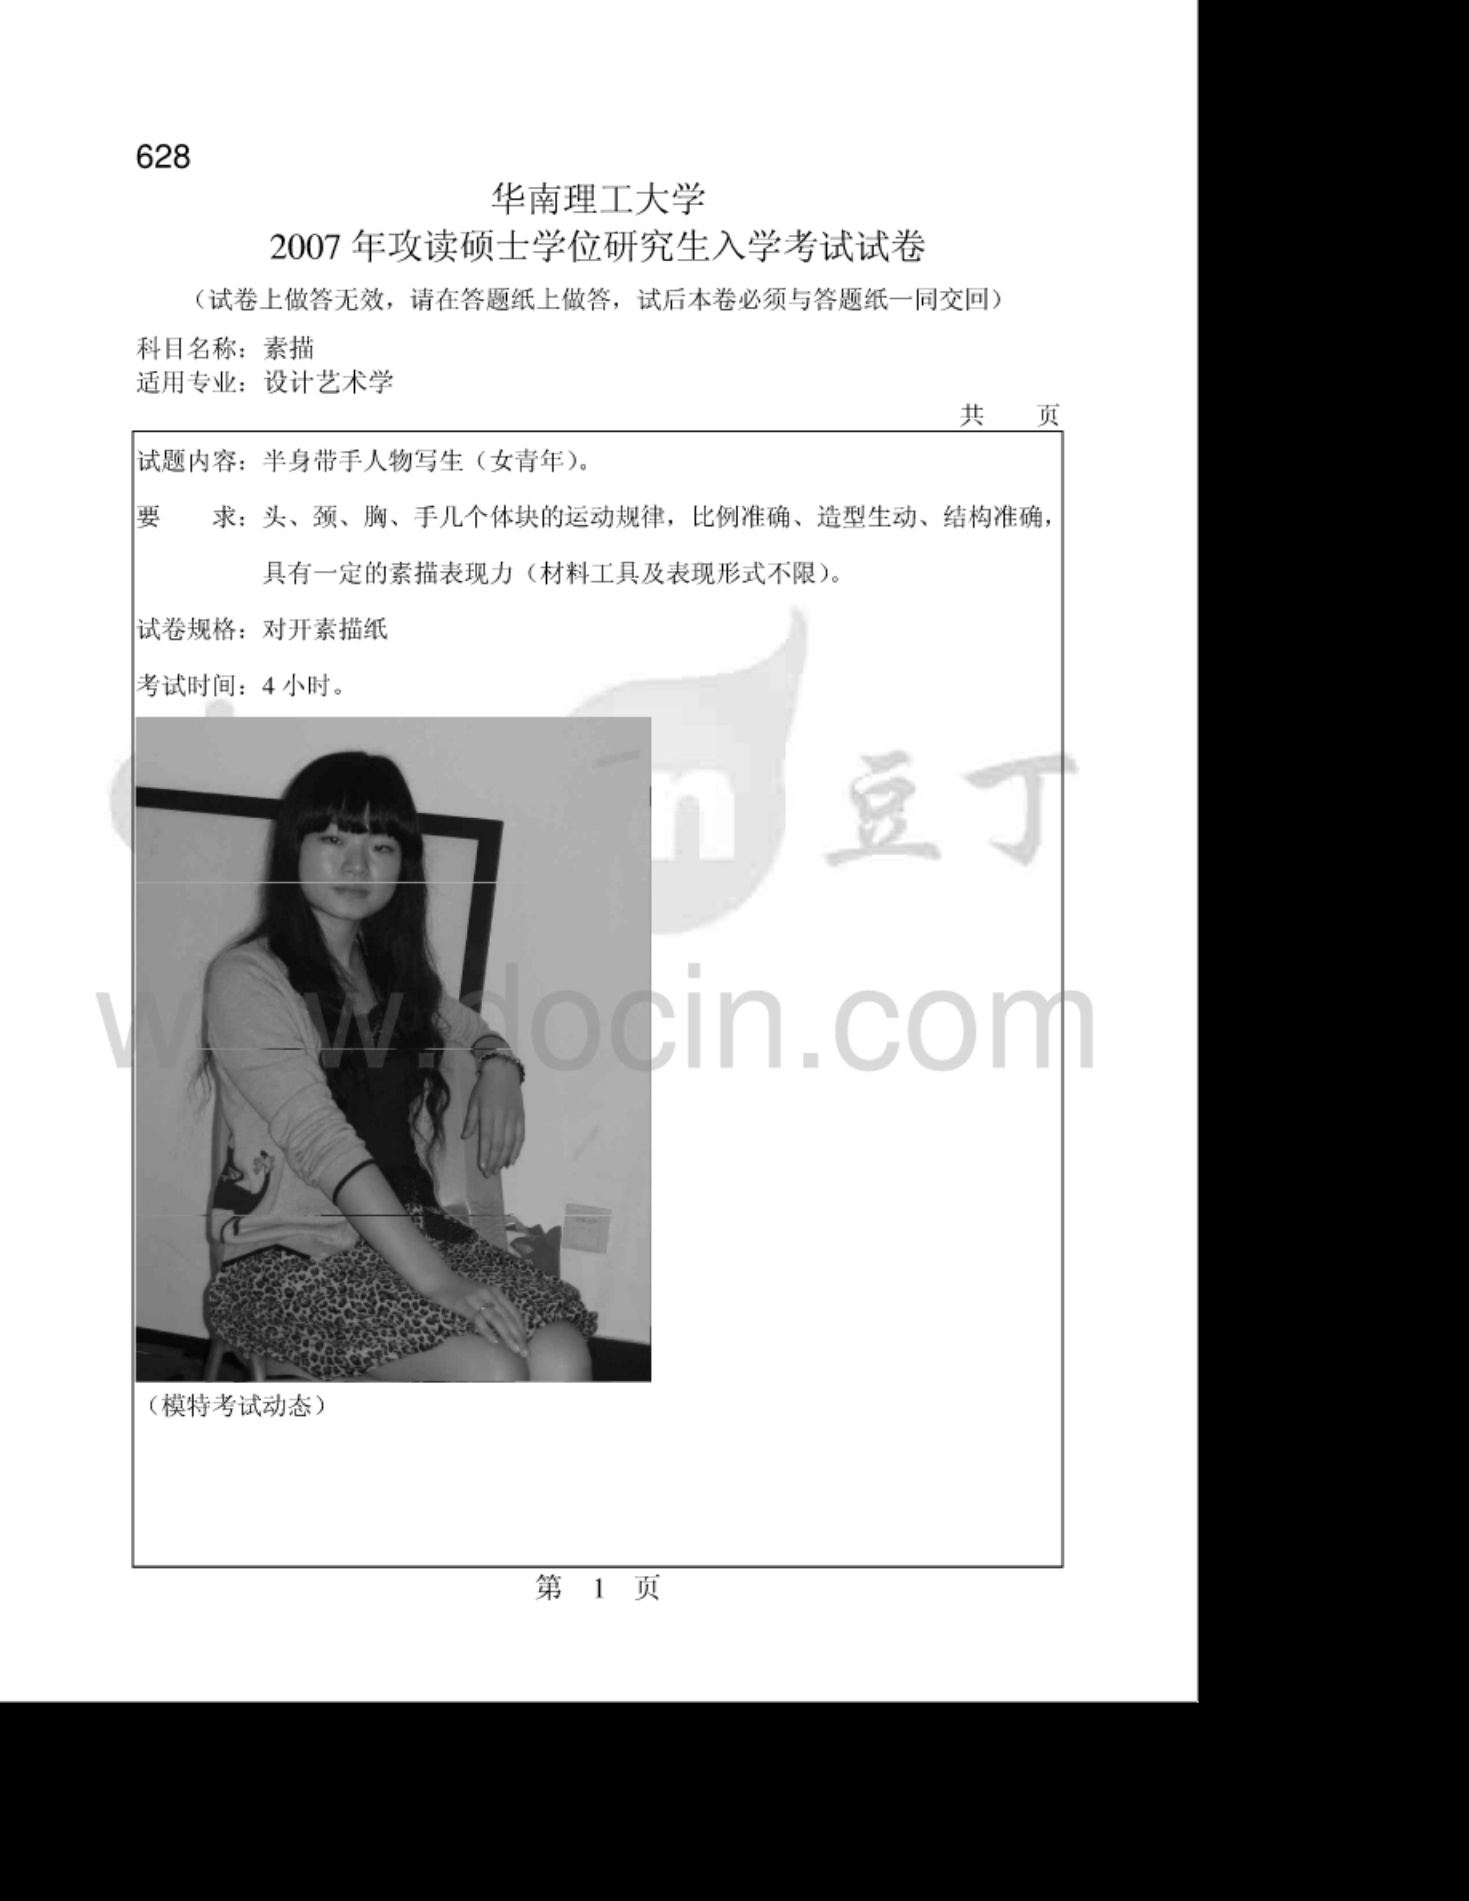 628
华南理工大学
2007 年攻读硕士学位研究生入学考试试卷
（试卷上做答无效，请在答题纸上做答，试后本卷必须与答题纸一同交回）
科目名称：素描
适用专业：设计艺术学
共 页
试题内容：半身带手人物写生（女青年）。
要 求：头、颈、胸、手几个体块的运动规律，比例准确、造型生动、结构准确，
具有一定的素描表现力（材料工具及表现形式不限）。
试卷规格：对开素描纸
考试时间：4 小时。
豆丁
www.docin.com
（模特考试动态）
第 1 页